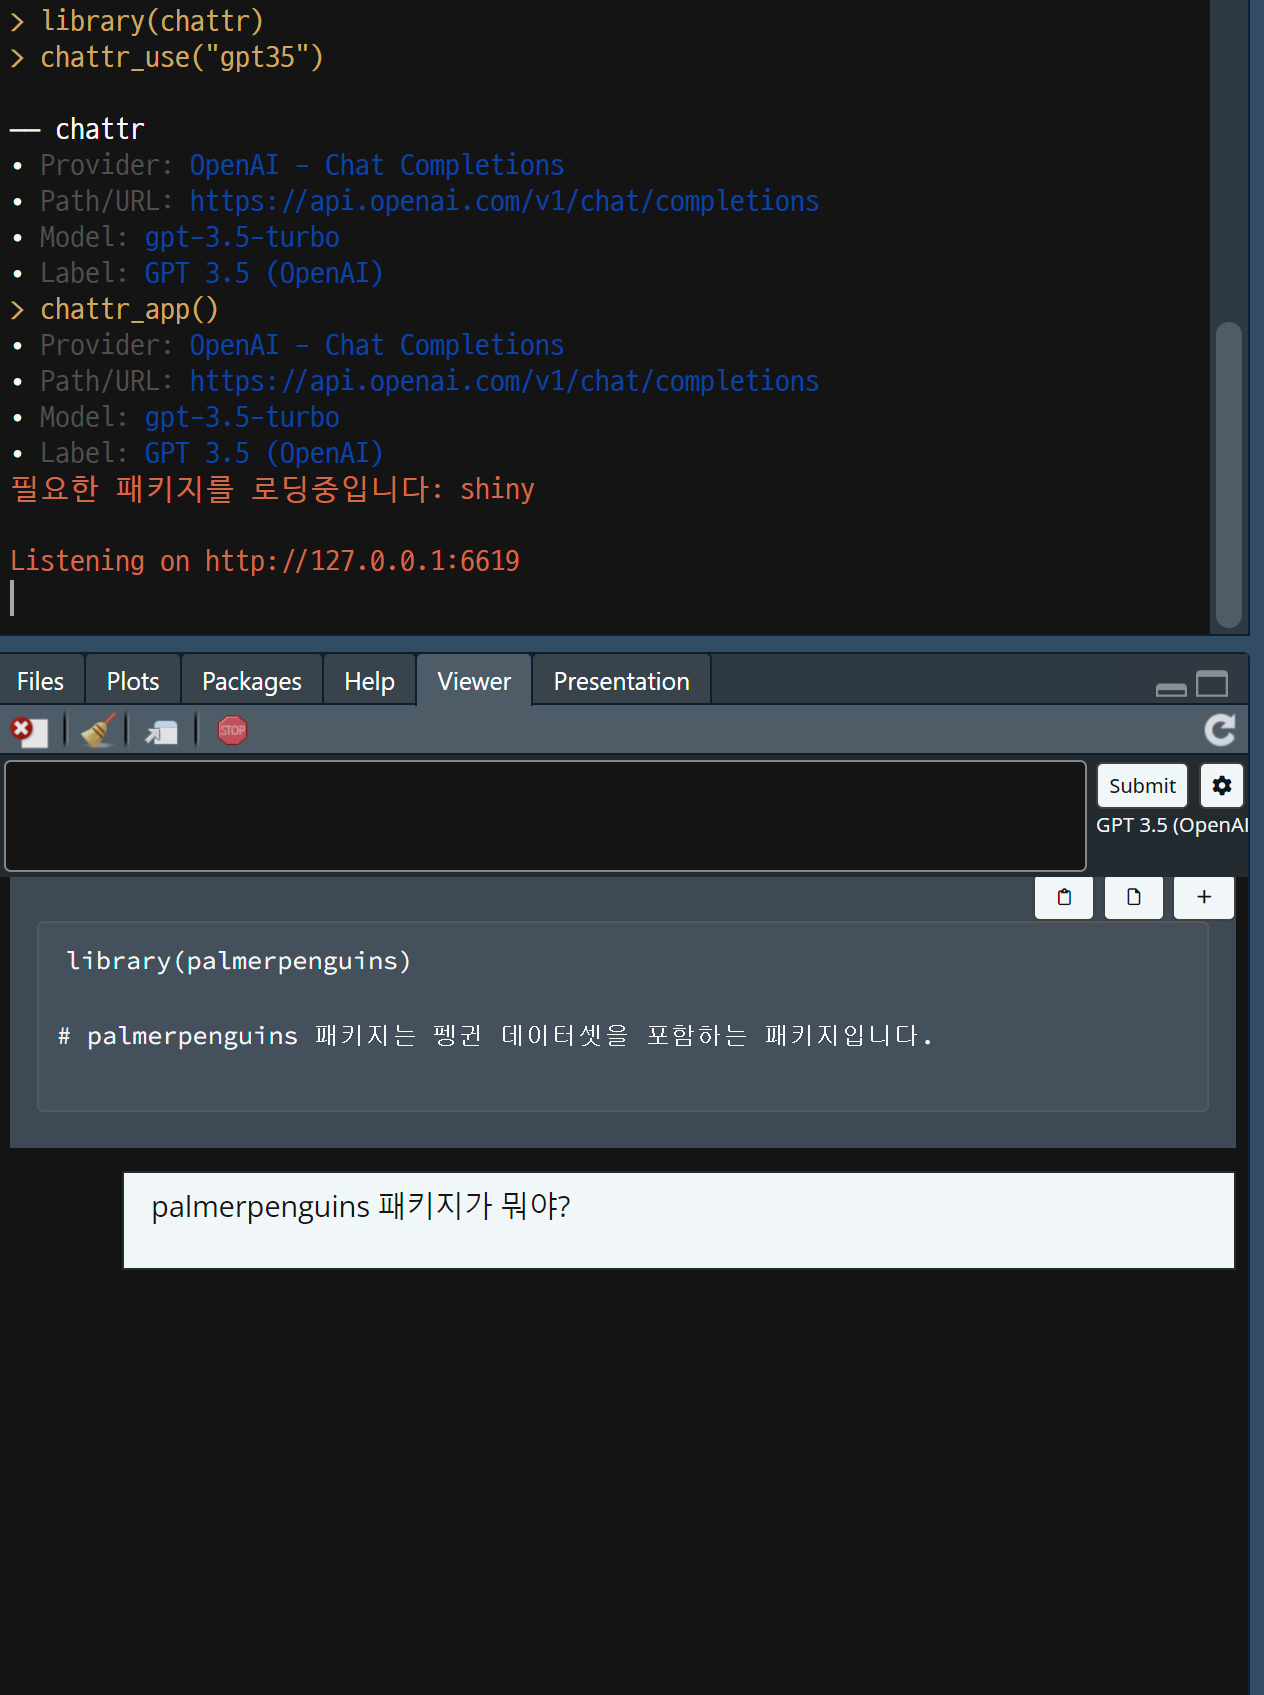 > library(chattr)
> chattr_use("gpt35")
── chattr
• Provider: OpenAI - Chat Completions
• Path/URL: https://api.openai.com/v1/chat/completions
• Model: gpt-3.5-turbo
• Label: GPT 3.5 (OpenAI)
> chattr_app()
• Provider: OpenAI - Chat Completions
• Path/URL: https://api.openai.com/v1/chat/completions
• Model: gpt-3.5-turbo
• Label: GPT 3.5 (OpenAI)
필요한 패키지를 로딩중입니다: shiny
Listening on http://127.0.0.1:6619
Files Plots Packages Help Viewer Presentation
STOP
Submit
GPT 3.5 (OpenAI
library(palmerpenguins)
# palmerpenguins 패키지는 펭귄 데이터셋을 포함하는 패키지입니다.
palmerpenguins 패키지가 뭐야?